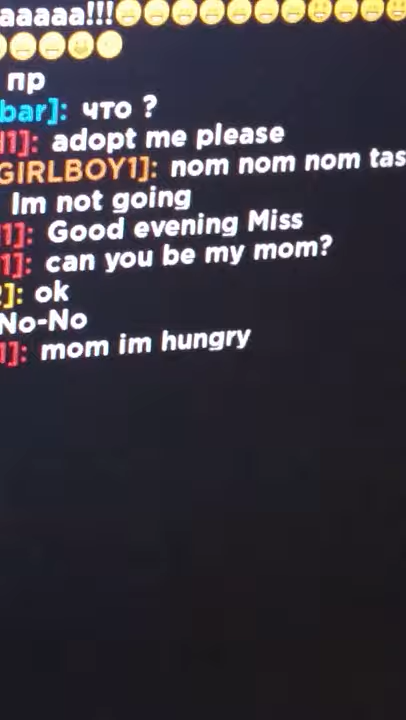 aaaaa!!!😀😀😀😀😀😀😀😀😀😀😀
😀😀😀😀😀
пр
bar]: что ?
1]: adopt me please
GIRLBOY1]: nom nom nom tas
Im not going
1]: Good evening Miss
1]: can you be my mom?
]: ok
No-No
1]: mom im hungry